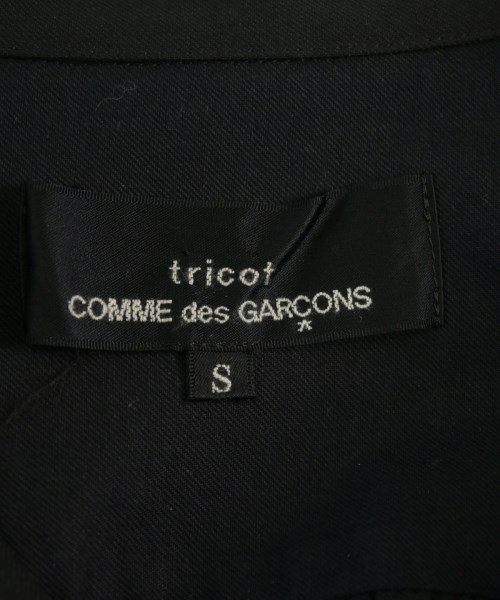 tricot
COMME des GARCONS
*
S